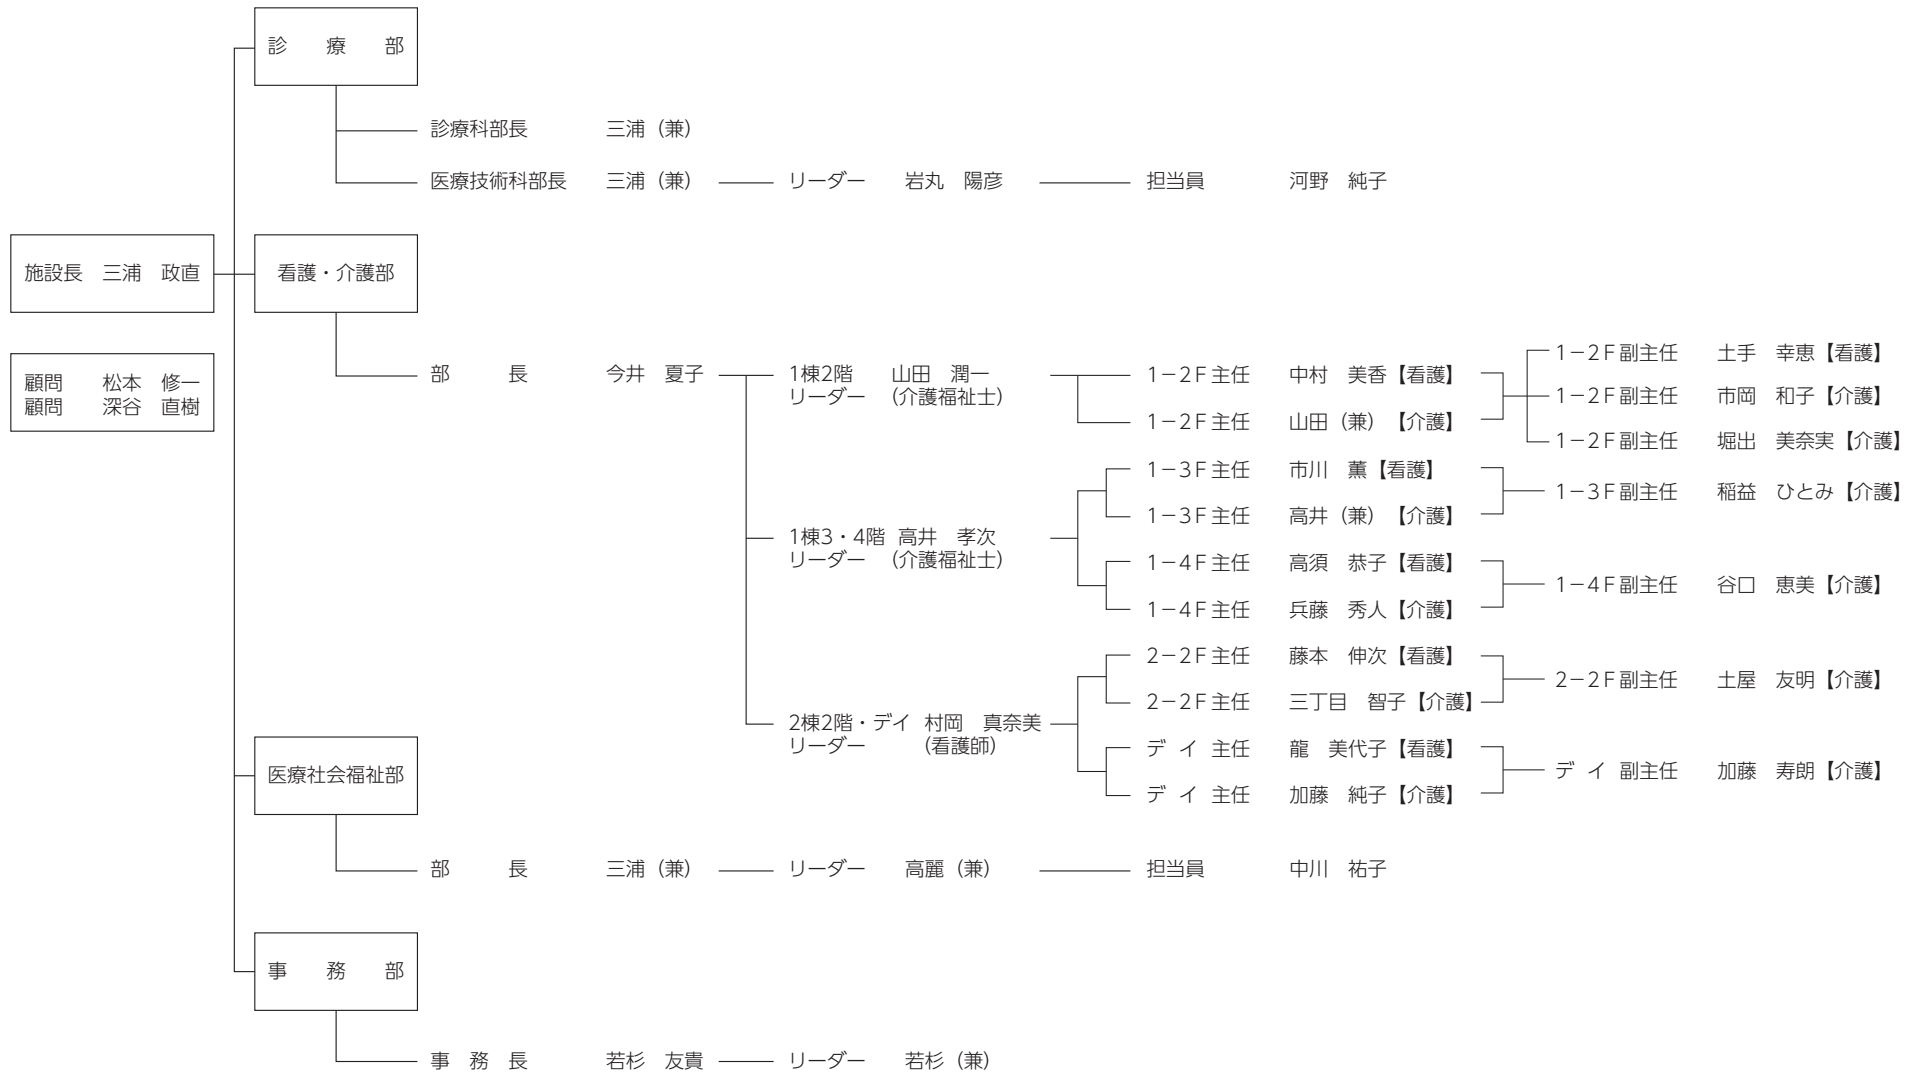 診　療　部
診療科部長　三浦（兼）
医療技術科部長　三浦（兼）　リーダー　岩丸　陽彦　担当員　河野　純子
施設長　三浦　政直
顧問　松本　修一
顧問　深谷　直樹
看護・介護部
部　長　今井　夏子
1棟2階　山田　潤一
リーダー　（介護福祉士）
1−2Ｆ主任　中村　美香【看護】
1−2Ｆ主任　山田（兼）【介護】
1−2Ｆ副主任　土手　幸恵【看護】
1−2Ｆ副主任　市岡　和子【介護】
1−2Ｆ副主任　堀出　美奈実【介護】
1棟3・4階　高井　孝次
リーダー　（介護福祉士）
1−3Ｆ主任　市川　薫【看護】
1−3Ｆ主任　高井（兼）【介護】
1−3Ｆ副主任　稲益　ひとみ【介護】
1−4Ｆ主任　高須　恭子【看護】
1−4Ｆ主任　兵藤　秀人【介護】
1−4Ｆ副主任　谷口　恵美【介護】
2棟2階・デイ　村岡　真奈美
リーダー　（看護師）
2−2Ｆ主任　藤本　伸次【看護】
2−2Ｆ主任　三丁目　智子【介護】
2−2Ｆ副主任　土屋　友明【介護】
デ イ 主任　龍　美代子【看護】
デ イ 主任　加藤　純子【介護】
デ イ 副主任　加藤　寿朗【介護】
医療社会福祉部
部　長　三浦（兼）　リーダー　高麗（兼）　担当員　中川　祐子
事　務　部
事　務　長　若杉　友貴　リーダー　若杉（兼）